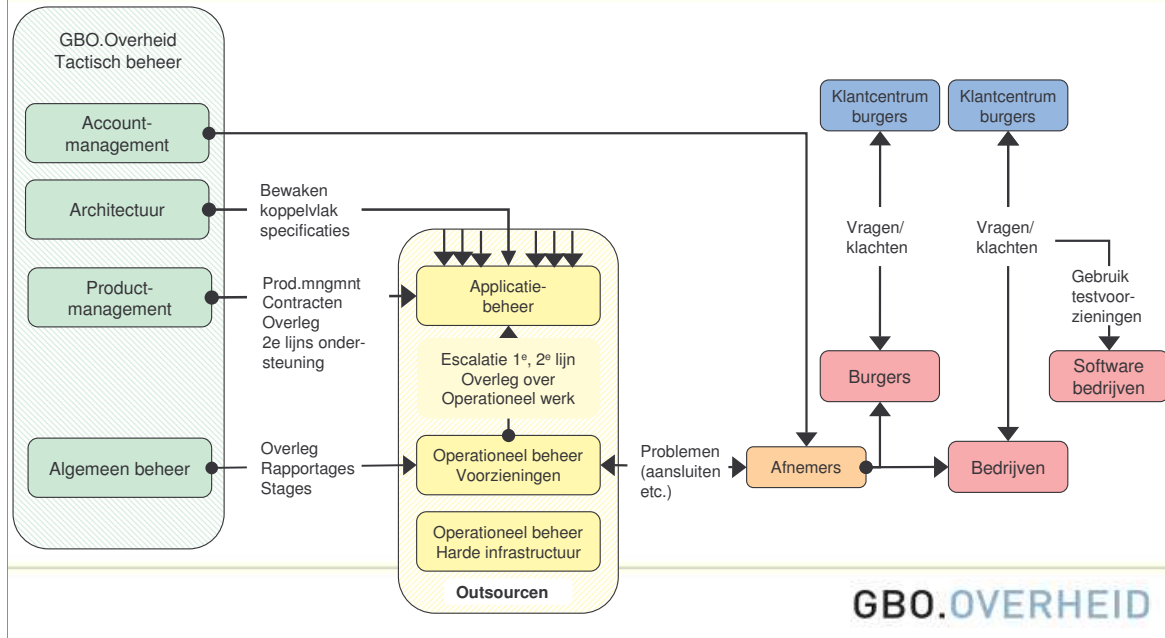 GBO.Overheid
Tactisch beheer
Account-
management
Architectuur
Product-
management
Algemeen beheer
Bewaken
koppelvlak
specificaties
Prod.mngmnt
Contracten
Overleg
2e lijns onder-
steuning
Overleg
Rapportages
Stages
Applicatie-
beheer
Escalatie 1e, 2e lijn
Overleg over
Operationeel werk
Operationeel beheer
Voorzieningen
Operationeel beheer
Harde infrastructuur
Outsourcen
Problemen
(aansluiten
etc.)
Afnemers
Klantcentrum
burgers
Klantcentrum
burgers
Vragen/
klachten
Vragen/
klachten
Gebruik
testvoor-
zieningen
Burgers
Software
bedrijven
Bedrijven
GBO.OVERHEID